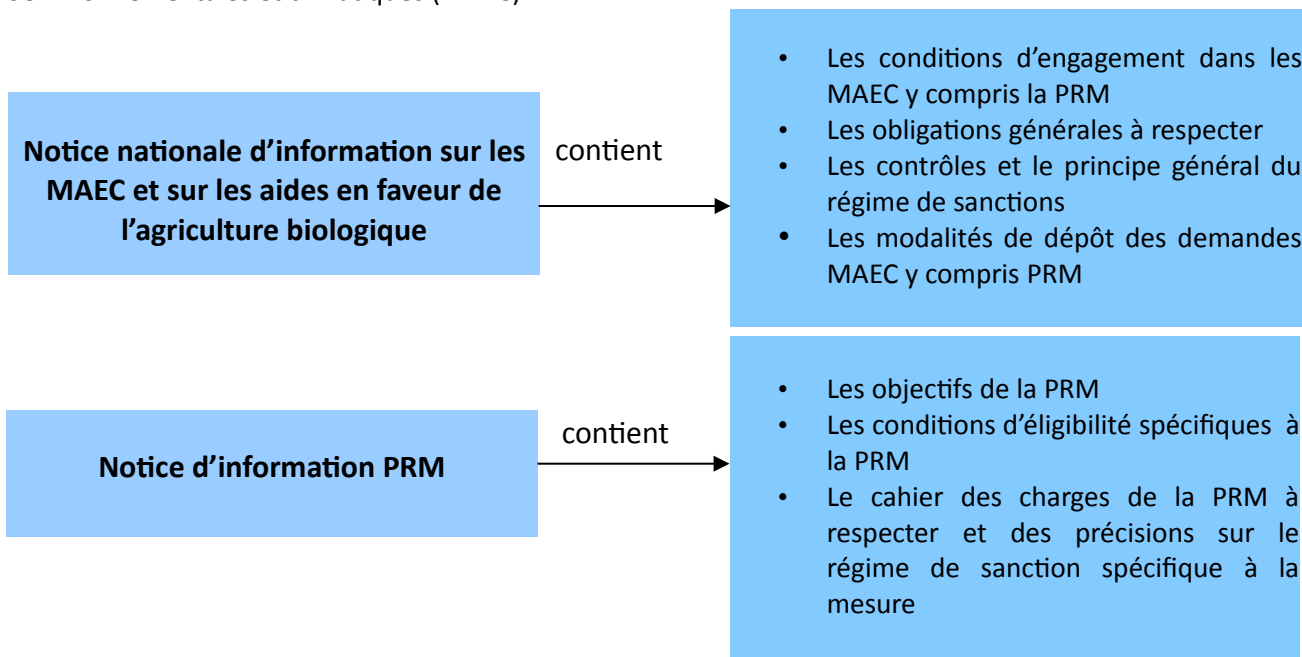 Notice nationale d'information sur les
MAEC et sur les aides en faveur de
l'agriculture biologique
contient
• Les conditions d'engagement dans les
MAEC y compris la PRM
• Les obligations générales à respecter
• Les contrôles et le principe général du
régime de sanctions
• Les modalités de dépôt des demandes
MAEC y compris PRM
Notice d'information PRM
contient
• Les objectifs de la PRM
• Les conditions d'éligibilité spécifiques à
la PRM
• Le cahier des charges de la PRM à
respecter et des précisions sur le
régime de sanction spécifique à la
mesure